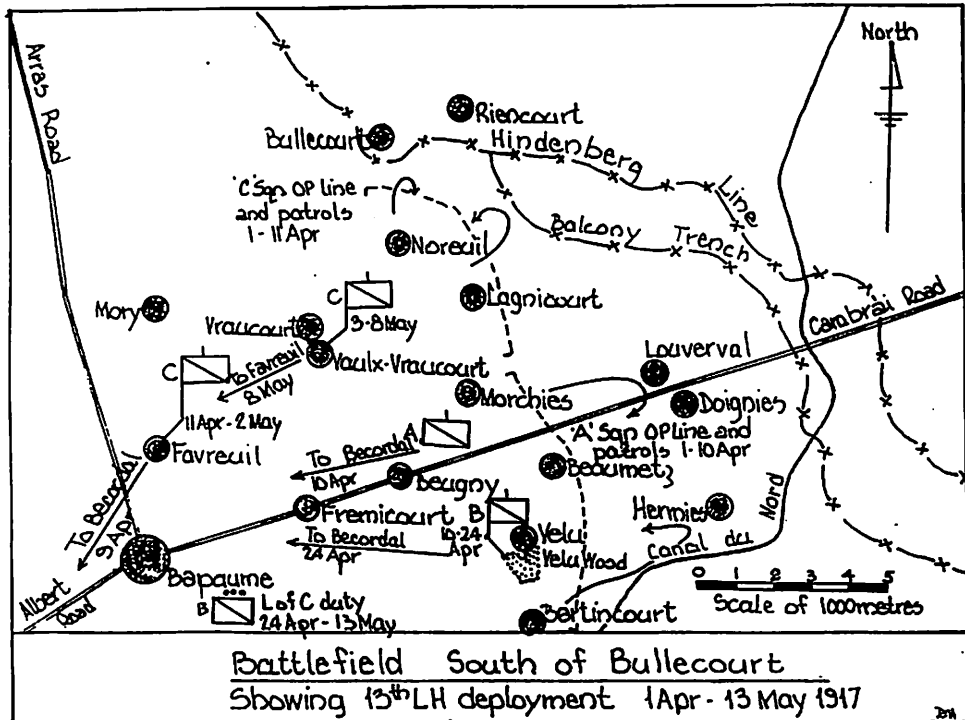 Arras Road
North
Riencourt
Bullecourt
Hindenberg Line
'C' Sqn OP line
and patrols
1-11 Apr
Balcony Trench
Noreuil
Mory
C
3-8 May
Lagnicourt
Vraucourt
Vaulx-Vraucourt
To Favreuil
8 May
C
11 Apr - 2 May
Cambrai Road
Louverval
Morchies
Doignies
'A' Sqn OP Line and
patrols 1-10 Apr
A
Favreuil
To Becordal
10 Apr
Beugny
Beaumetz
To Becordal
9 Ap
Fremicourt
B
10-24
Apr
Hermies
Canal du Nord
To Becordal
24 Apr
Velu
Velu Wood
Bapaume
Albert
Road
B
L of C duty
24 Apr - 13 May
Bertincourt
0 1 2 3 4 5
Scale of 1000metres
Battlefield South of Bullecourt
Showing 13th LH deployment 1 Apr - 13 May 1917